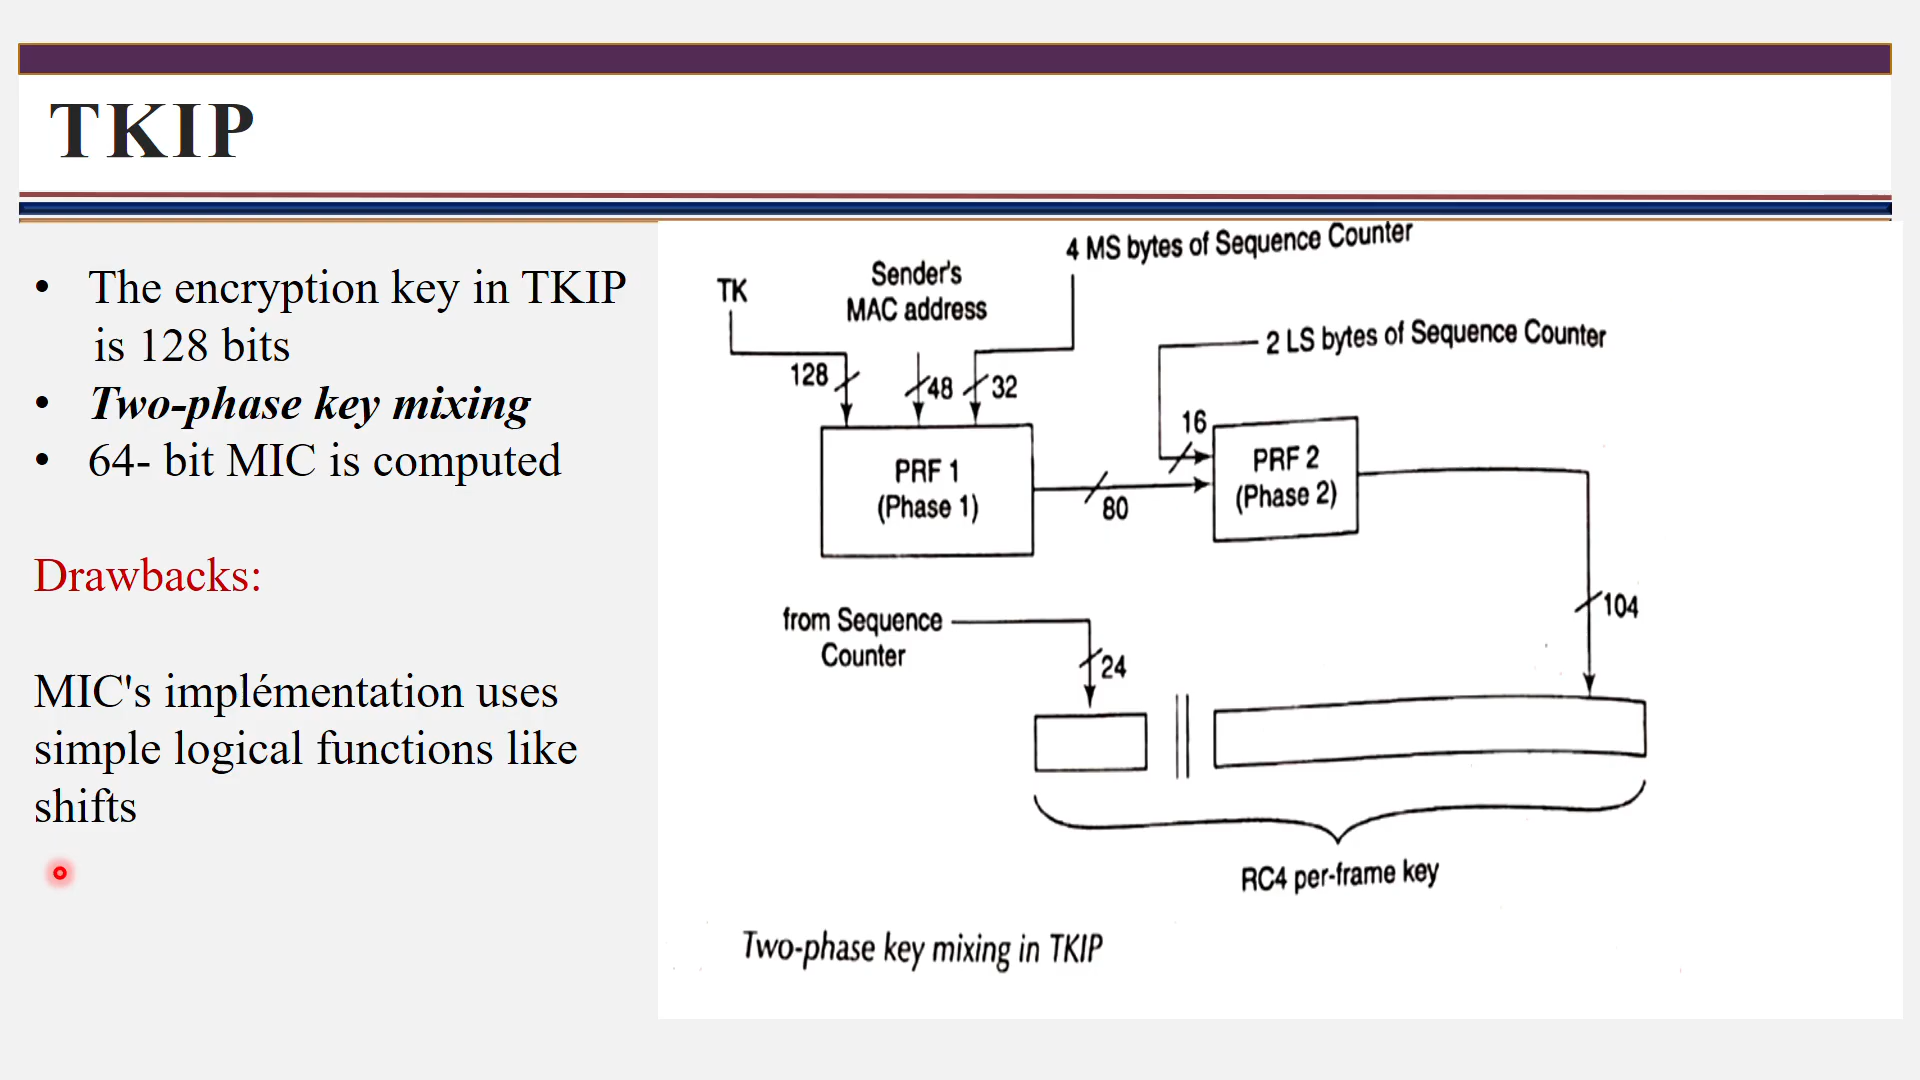 TKIP
• The encryption key in TKIP
is 128 bits
• Two-phase key mixing
• 64- bit MIC is computed
Drawbacks:
MIC's implémentation uses
simple logical functions like
shifts
4 MS bytes of Sequence Counter
TK
Sender's
MAC address
2 LS bytes of Sequence Counter
128
48
32
16
PRF 1
(Phase 1)
80
PRF 2
(Phase 2)
104
from Sequence
Counter
24
RC4 per-frame key
Two-phase key mixing in TKIP